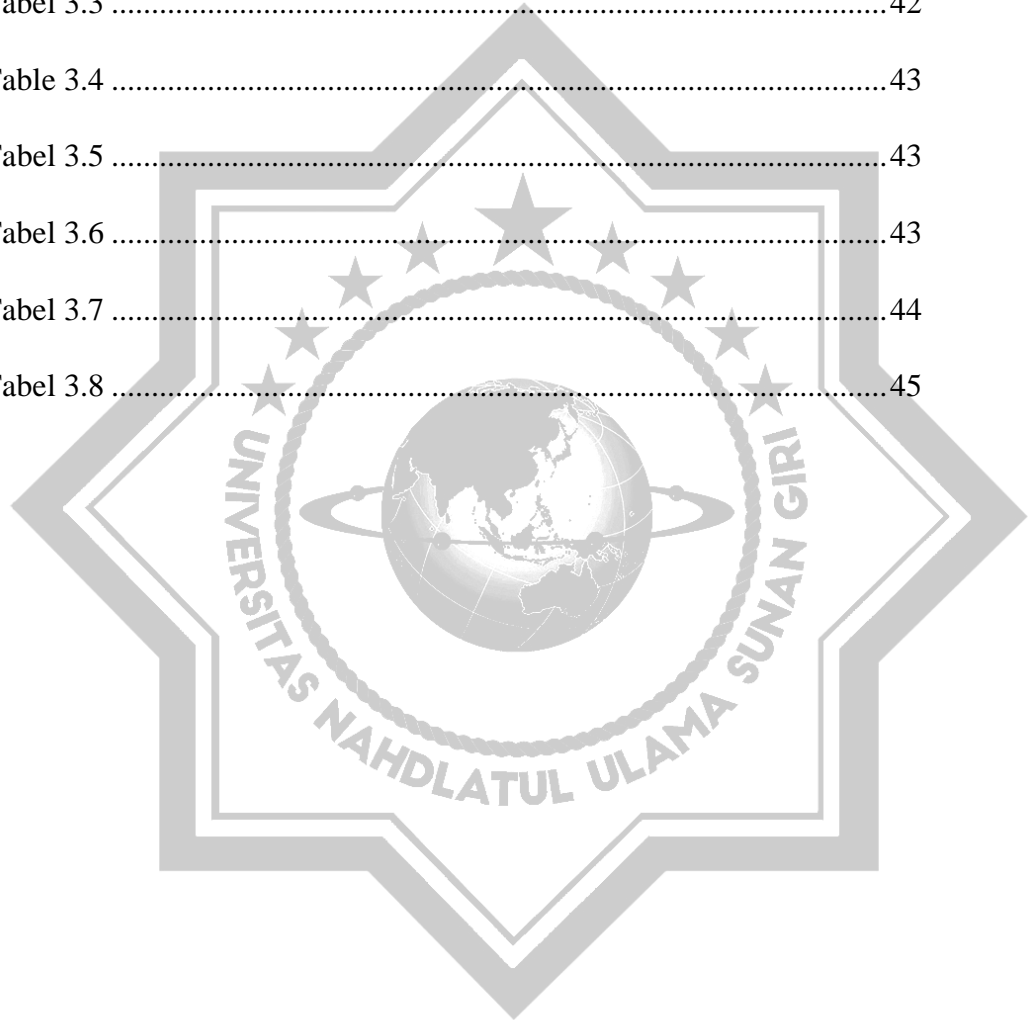 abel 3.3 ........................................................................................ 42
able 3.4 ........................................................................................ 43
abel 3.5 ........................................................................................ 43
abel 3.6 ........................................................................................ 43
abel 3.7 ........................................................................................ 44
abel 3.8 ........................................................................................ 45
UNIVERSITAS NAHDLATUL ULAMA SUNAN GIRI